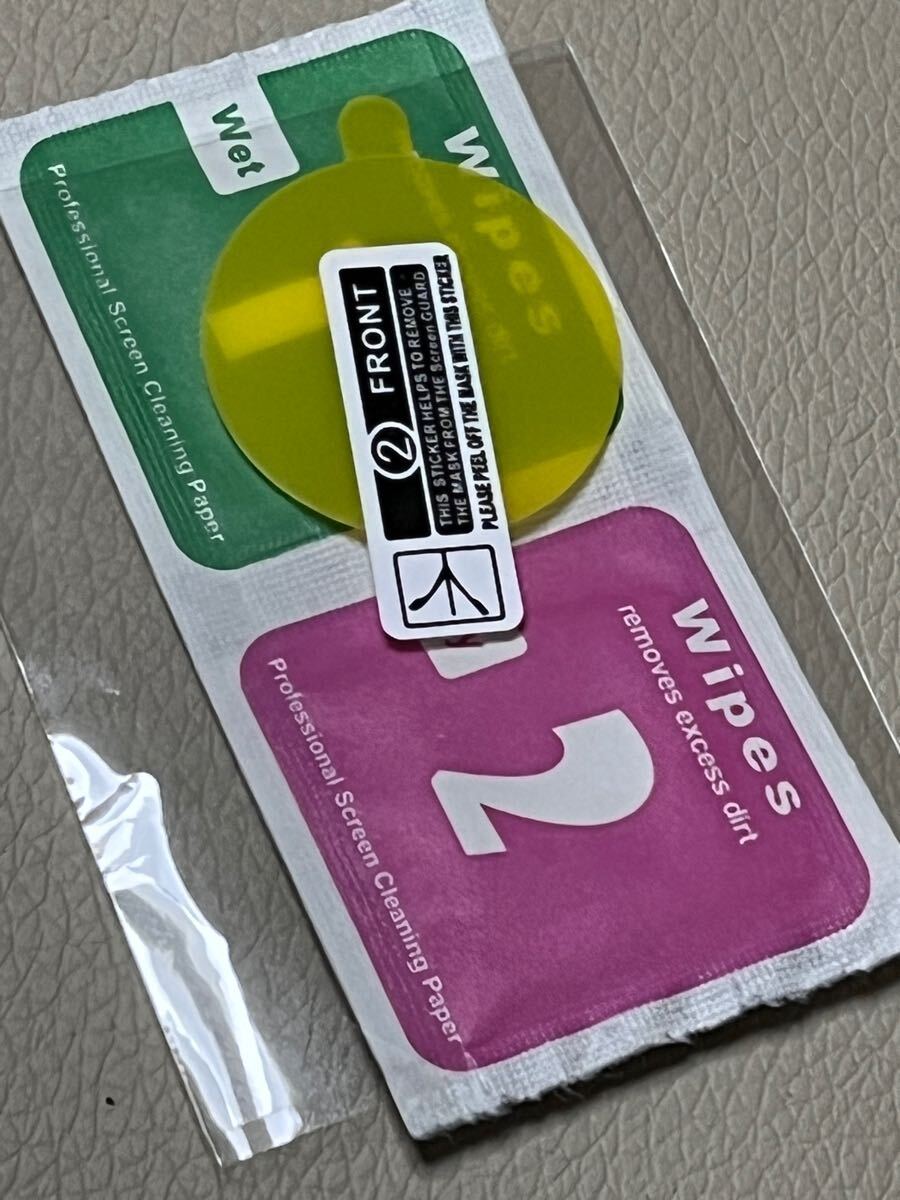 Wet
Wipes
Professional Screen Cleaning Paper
② FRONT
THIS STICKER HELPS TO REMOVE
THE MASK FROM THE Screen GUARD
PLEASE PEEL OFF THE MASK WITH THIS STICKER
Wipes
removes excess dirt
2
Professional Screen Cleaning Paper